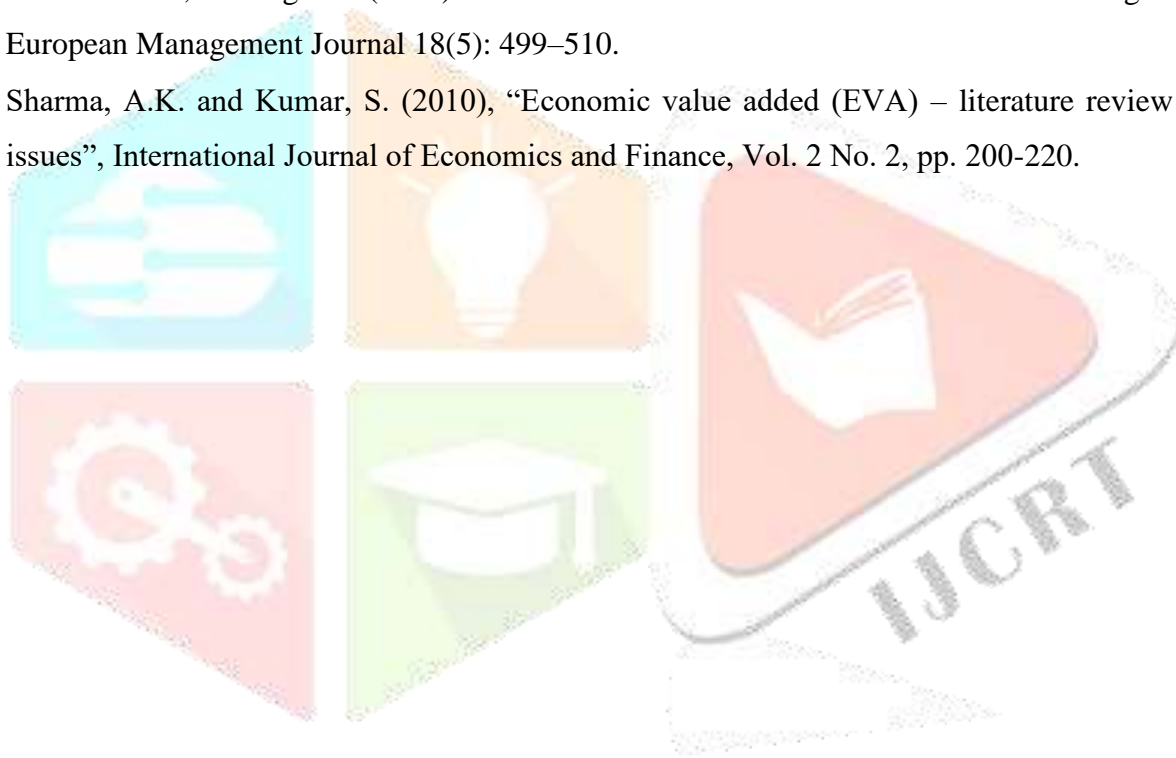 European Management Journal 18(5): 499–510.
Sharma, A.K. and Kumar, S. (2010), “Economic value added (EVA) – literature review
issues”, International Journal of Economics and Finance, Vol. 2 No. 2, pp. 200-220.
IJCRT